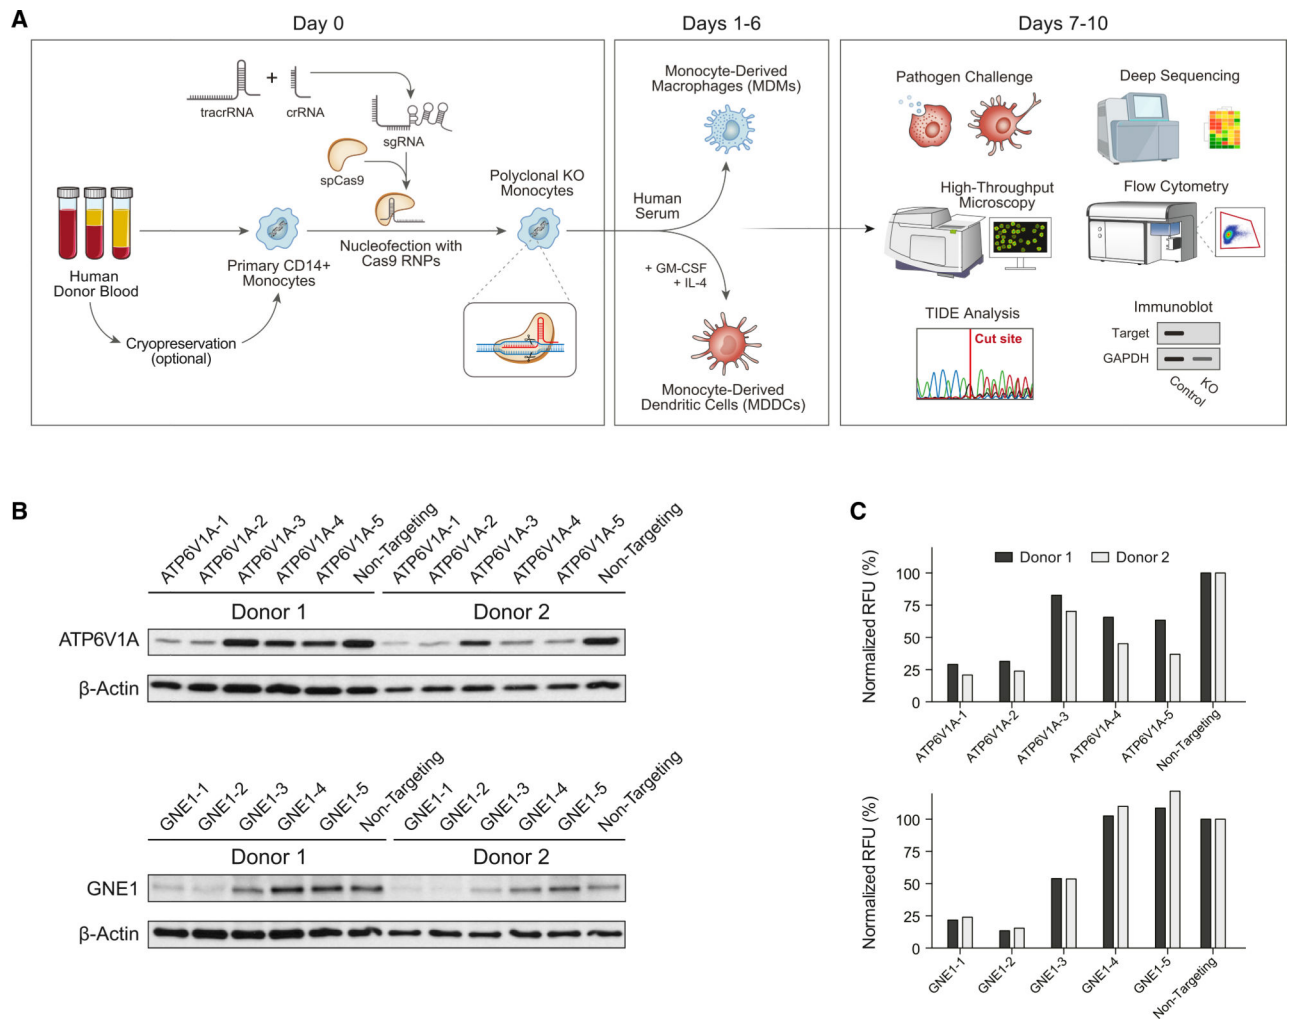 A
Day 0
Days 1-6
Days 7-10
tracrRNA
+
crRNA
sgRNA
spCas9
Human
Donor Blood
Cryopreservation
(optional)
Primary CD14+
Monocytes
Nucleofection with
Cas9 RNPs
Polyclonal KO
Monocytes
Monocyte-Derived
Macrophages (MDMs)
Human
Serum
+ GM-CSF
+ IL-4
Monocyte-Derived
Dendritic Cells (MDDCs)
Pathogen Challenge
Deep Sequencing
High-Throughput
Microscopy
Flow Cytometry
TIDE Analysis
Cut site
Immunoblot
Target
GAPDH
Control
KO
B
ATP6V1A-1
ATP6V1A-2
ATP6V1A-3
ATP6V1A-4
ATP6V1A-5
Non-Targeting
ATP6V1A-1
ATP6V1A-2
ATP6V1A-3
ATP6V1A-4
ATP6V1A-5
Non-Targeting
Donor 1
Donor 2
ATP6V1A
β-Actin
GNE1-1
GNE1-2
GNE1-3
GNE1-4
GNE1-5
Non-Targeting
GNE1-1
GNE1-2
GNE1-3
GNE1-4
GNE1-5
Non-Targeting
Donor 1
Donor 2
GNE1
β-Actin
C
Donor 1
Donor 2
Normalized RFU (%)
100
75
50
25
0
ATP6V1A-1
ATP6V1A-2
ATP6V1A-3
ATP6V1A-4
ATP6V1A-5
Non-Targeting
Normalized RFU (%)
100
75
50
25
0
GNE1-1
GNE1-2
GNE1-3
GNE1-4
GNE1-5
Non-Targeting